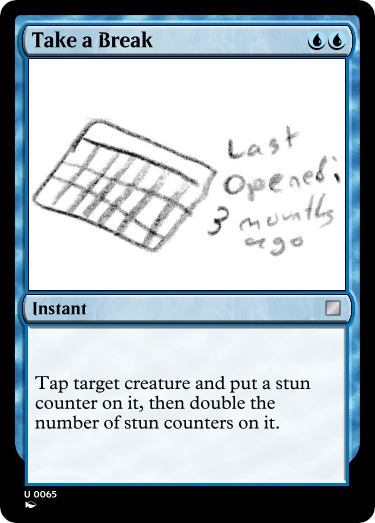 Take a Break
Last
Opened:
3 mounths
ago
Instant
Tap target creature and put a stun
counter on it, then double the
number of stun counters on it.
U 0065